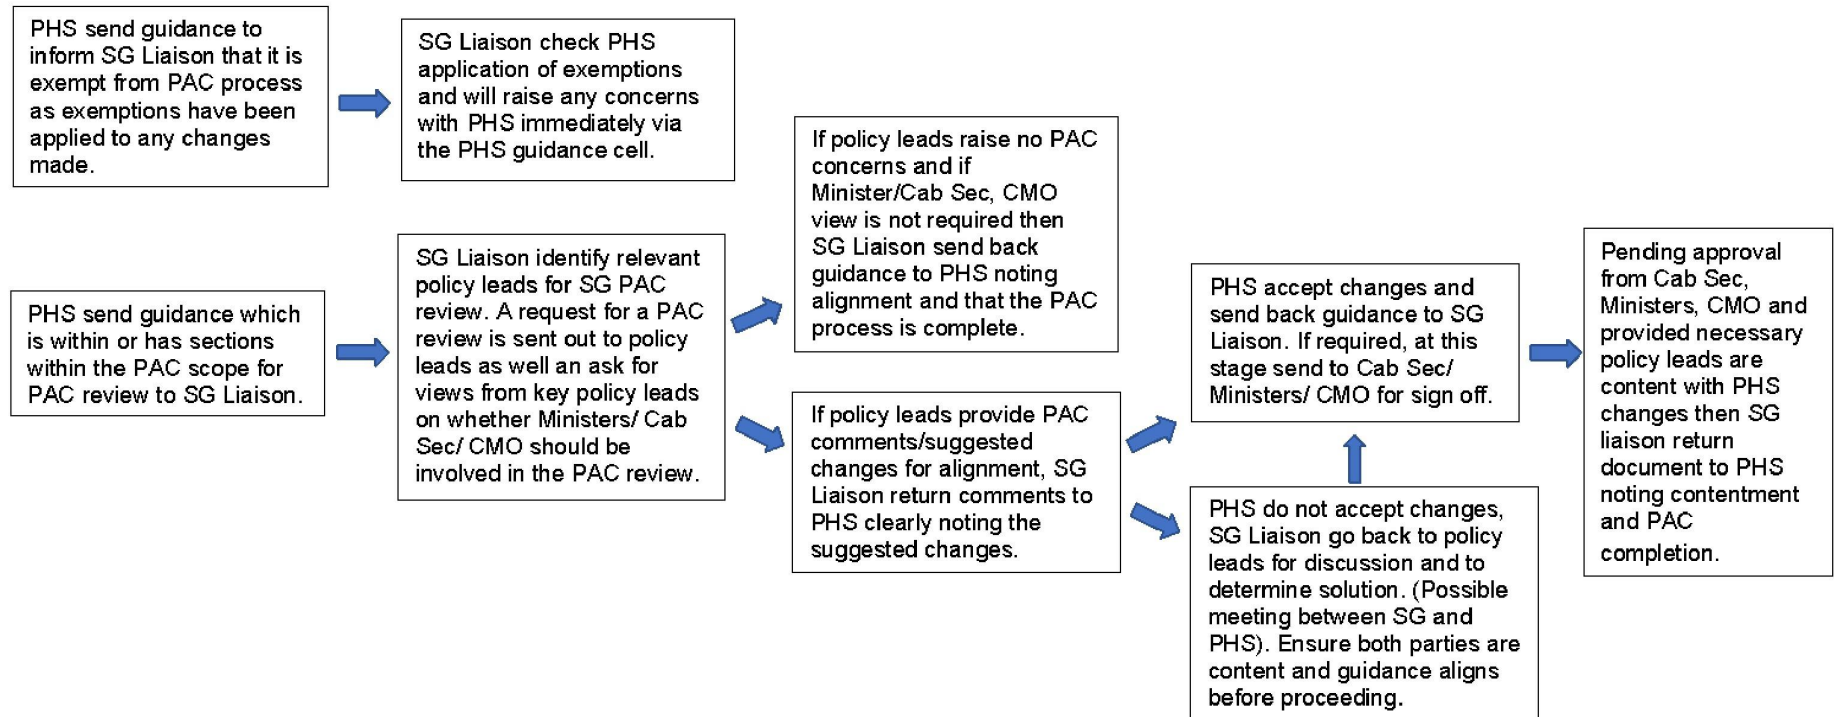 PHS send guidance to
inform SG Liaison that it is
exempt from PAC process
as exemptions have been
applied to any changes
made.
SG Liaison check PHS
application of exemptions
and will raise any concerns
with PHS immediately via
the PHS guidance cell.
PHS send guidance which
is within or has sections
within the PAC scope for
PAC review to SG Liaison.
SG Liaison identify relevant
policy leads for SG PAC
review. A request for a PAC
review is sent out to policy
leads as well an ask for
views from key policy leads
on whether Ministers/ Cab
Sec/ CMO should be
involved in the PAC review.
If policy leads raise no PAC
concerns and if
Minister/Cab Sec, CMO
view is not required then
SG Liaison send back
guidance to PHS noting
alignment and that the PAC
process is complete.
If policy leads provide PAC
comments/suggested
changes for alignment, SG
Liaison return comments to
PHS clearly noting the
suggested changes.
PHS accept changes and
send back guidance to SG
Liaison. If required, at this
stage send to Cab Sec/
Ministers/ CMO for sign off.
PHS do not accept changes,
SG Liaison go back to policy
leads for discussion and to
determine solution. (Possible
meeting between SG and
PHS). Ensure both parties are
content and guidance aligns
before proceeding.
Pending approval
from Cab Sec,
Ministers, CMO and
provided necessary
policy leads are
content with PHS
changes then SG
liaison return
document to PHS
noting contentment
and PAC
completion.